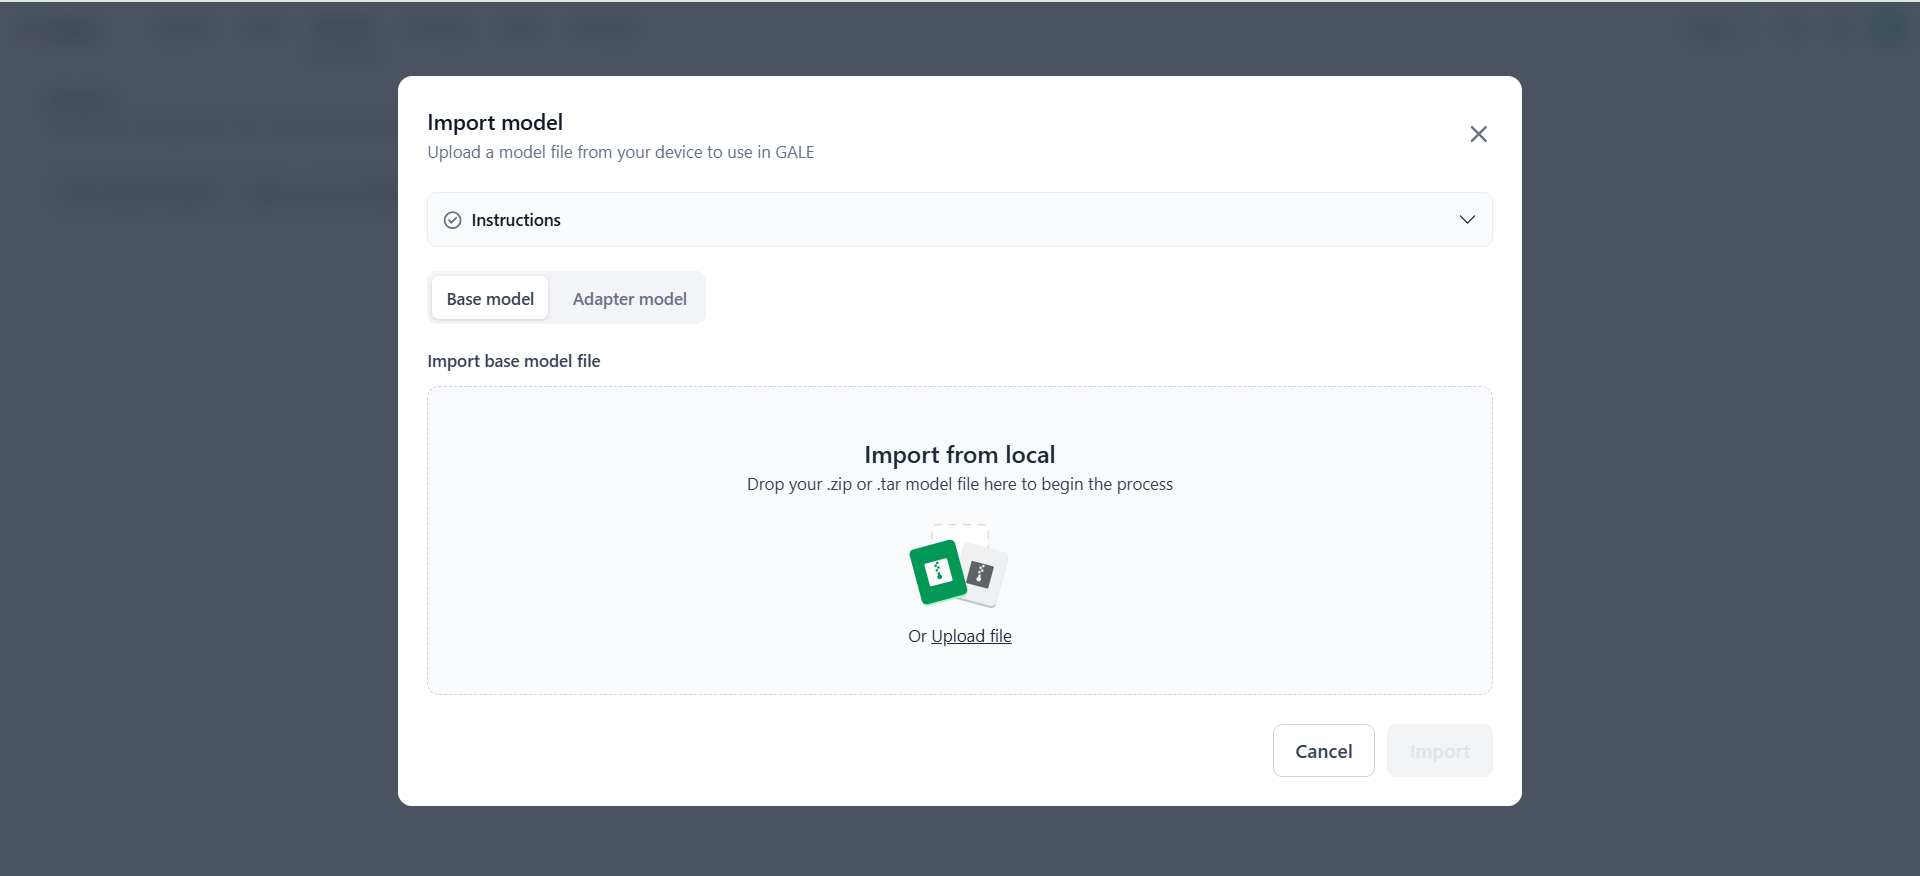 Import model
Upload a model file from your device to use in GALE
Instructions
Base model
Adapter model
Import base model file
Import from local
Drop your .zip or .tar model file here to begin the process
Or Upload file
Cancel
Import